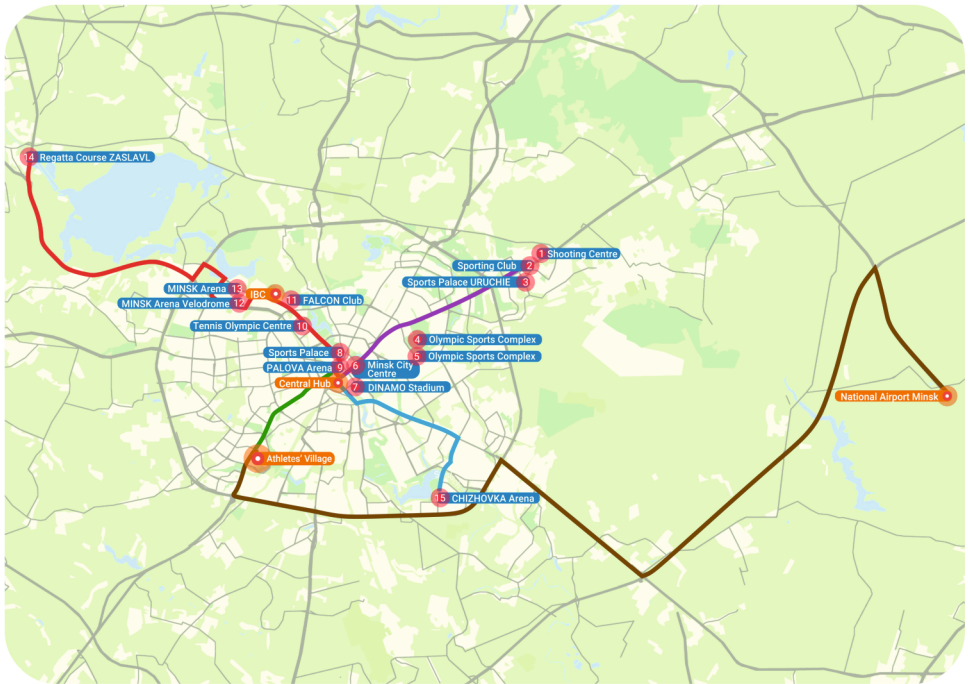 14 Regatta Course ZASLAVL
1 Shooting Centre
Sporting Club 2
Sports Palace URUCHIE 3
MINSK Arena 13
IBC
11 FALCON Club
MINSK Arena Velodrome 12
Tennis Olympic Centre 10
4 Olympic Sports Complex
Sports Palace 8
5 Olympic Sports Complex
PALOVA Arena 9
6 Minsk City
Centre
Central Hub
7 DINAMO Stadium
National Airport Minsk
Athletes' Village
15 CHIZHOVKA Arena